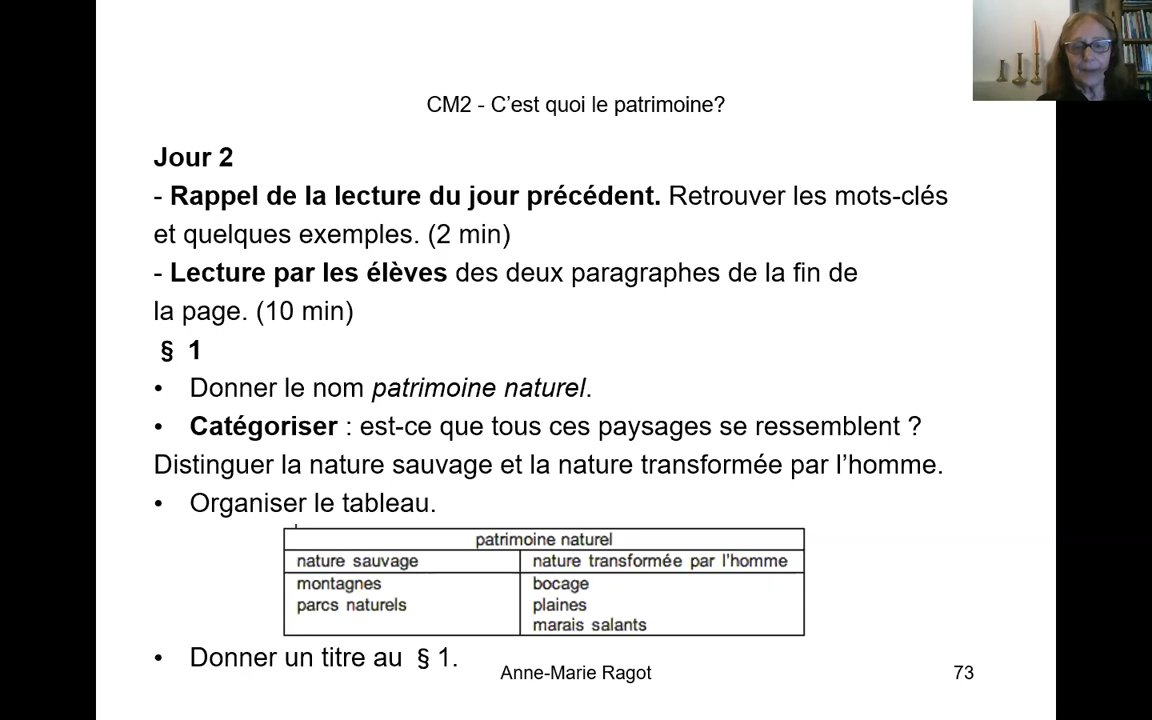 CM2 - C’est quoi le patrimoine?
Jour 2
- Rappel de la lecture du jour précédent. Retrouver les mots-clés
et quelques exemples. (2 min)
- Lecture par les élèves des deux paragraphes de la fin de
la page. (10 min)
§ 1
• Donner le nom patrimoine naturel.
• Catégoriser : est-ce que tous ces paysages se ressemblent ?
Distinguer la nature sauvage et la nature transformée par l’homme.
• Organiser le tableau.
patrimoine naturel
nature sauvage nature transformée par l'homme
montagnes bocage
parcs naturels plaines
marais salants
• Donner un titre au § 1.
Anne-Marie Ragot 73